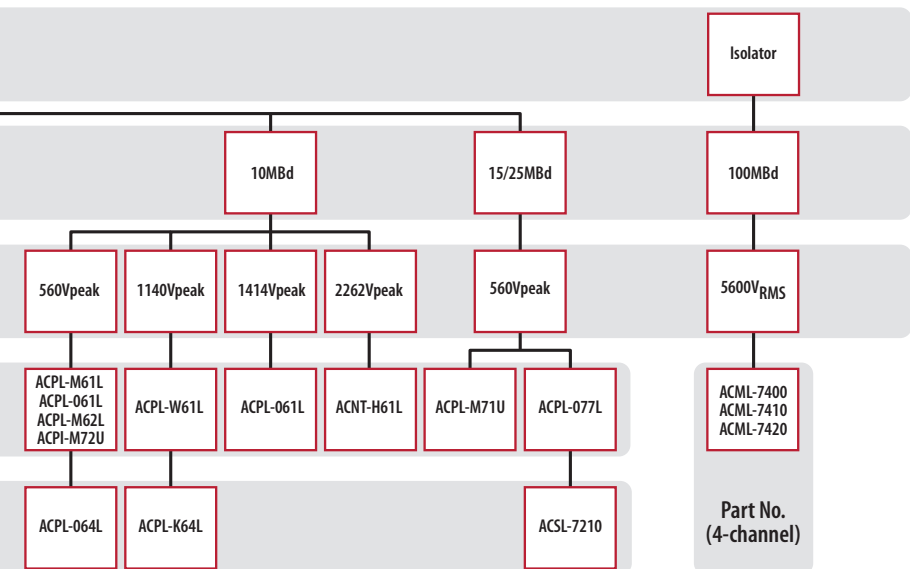 Isolator
10MBd
15/25MBd
100MBd
560Vpeak
1140Vpeak
1414Vpeak
2262Vpeak
560Vpeak
5600VRMS
ACPL-M61L
ACPL-061L
ACPL-M62L
ACPI-M72U
ACPL-W61L
ACPL-061L
ACNT-H61L
ACPL-M71U
ACPL-077L
ACML-7400
ACML-7410
ACML-7420
ACPL-064L
ACPL-K64L
ACSL-7210
Part No.
(4-channel)